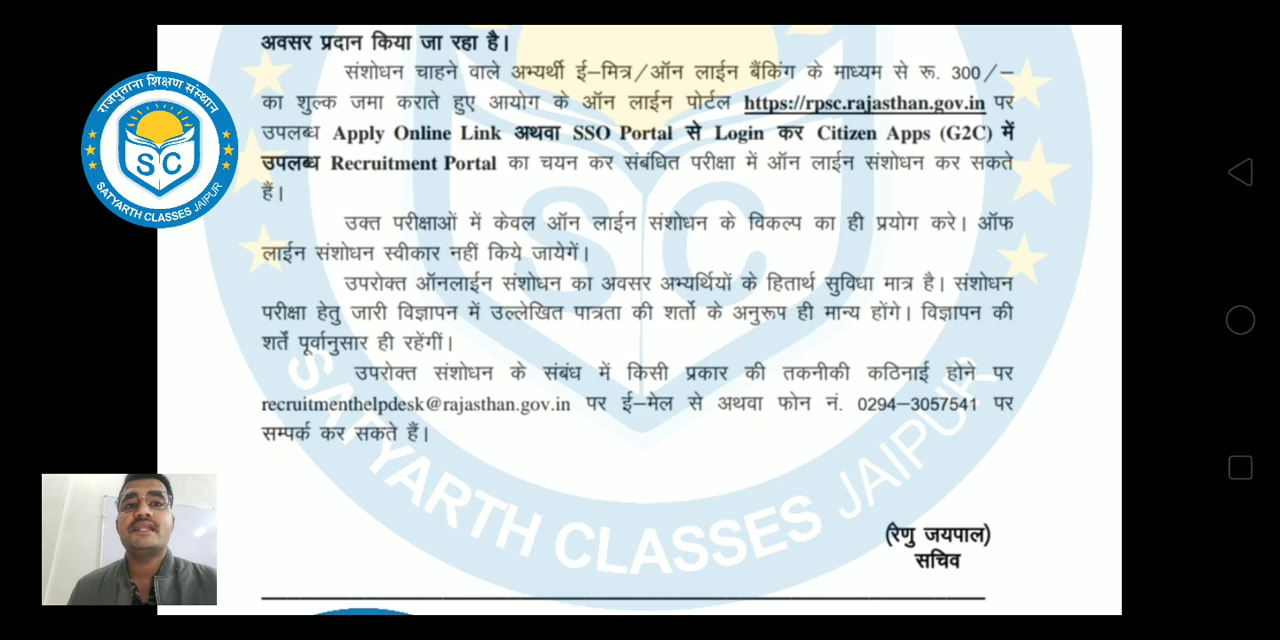 अवसर प्रदान किया जा रहा है।
संशोधन चाहने वाले अभ्यर्थी ई–मित्र/ऑन लाईन बैंकिंग के माध्यम से रू. 300/–
का शुल्क जमा कराते हुए आयोग के ऑन लाईन पोर्टल https://rpsc.rajasthan.gov.in पर
उपलब्ध Apply Online Link अथवा SSO Portal से Login कर Citizen Apps (G2C) में
उपलब्ध Recruitment Portal का चयन कर संबंधित परीक्षा में ऑन लाईन संशोधन कर सकते
हैं।
उक्त परीक्षाओं में केवल ऑन लाईन संशोधन के विकल्प का ही प्रयोग करे। ऑफ
लाईन संशोधन स्वीकार नहीं किये जायेगें।
उपरोक्त ऑनलाईन संशोधन का अवसर अभ्यर्थियों के हितार्थ सुविधा मात्र है। संशोधन
परीक्षा हेतु जारी विज्ञापन में उल्लेखित पात्रता की शर्तो के अनुरूप ही मान्य होंगे। विज्ञापन की
शर्तें पूर्वानुसार ही रहेंगीं।
उपरोक्त संशोधन के संबंध में किसी प्रकार की तकनीकी कठिनाई होने पर
recruitmenthelpdesk@rajasthan.gov.in पर ई–मेल से अथवा फोन नं. 0294–3057541 पर
सम्पर्क कर सकते हैं।
(रेणु जयपाल)
सचिव
राजपुताना शिक्षण संस्थान
SC
SATYARTH CLASSES JAIPUR
SC
SATYARTH CLASSES JAIPUR